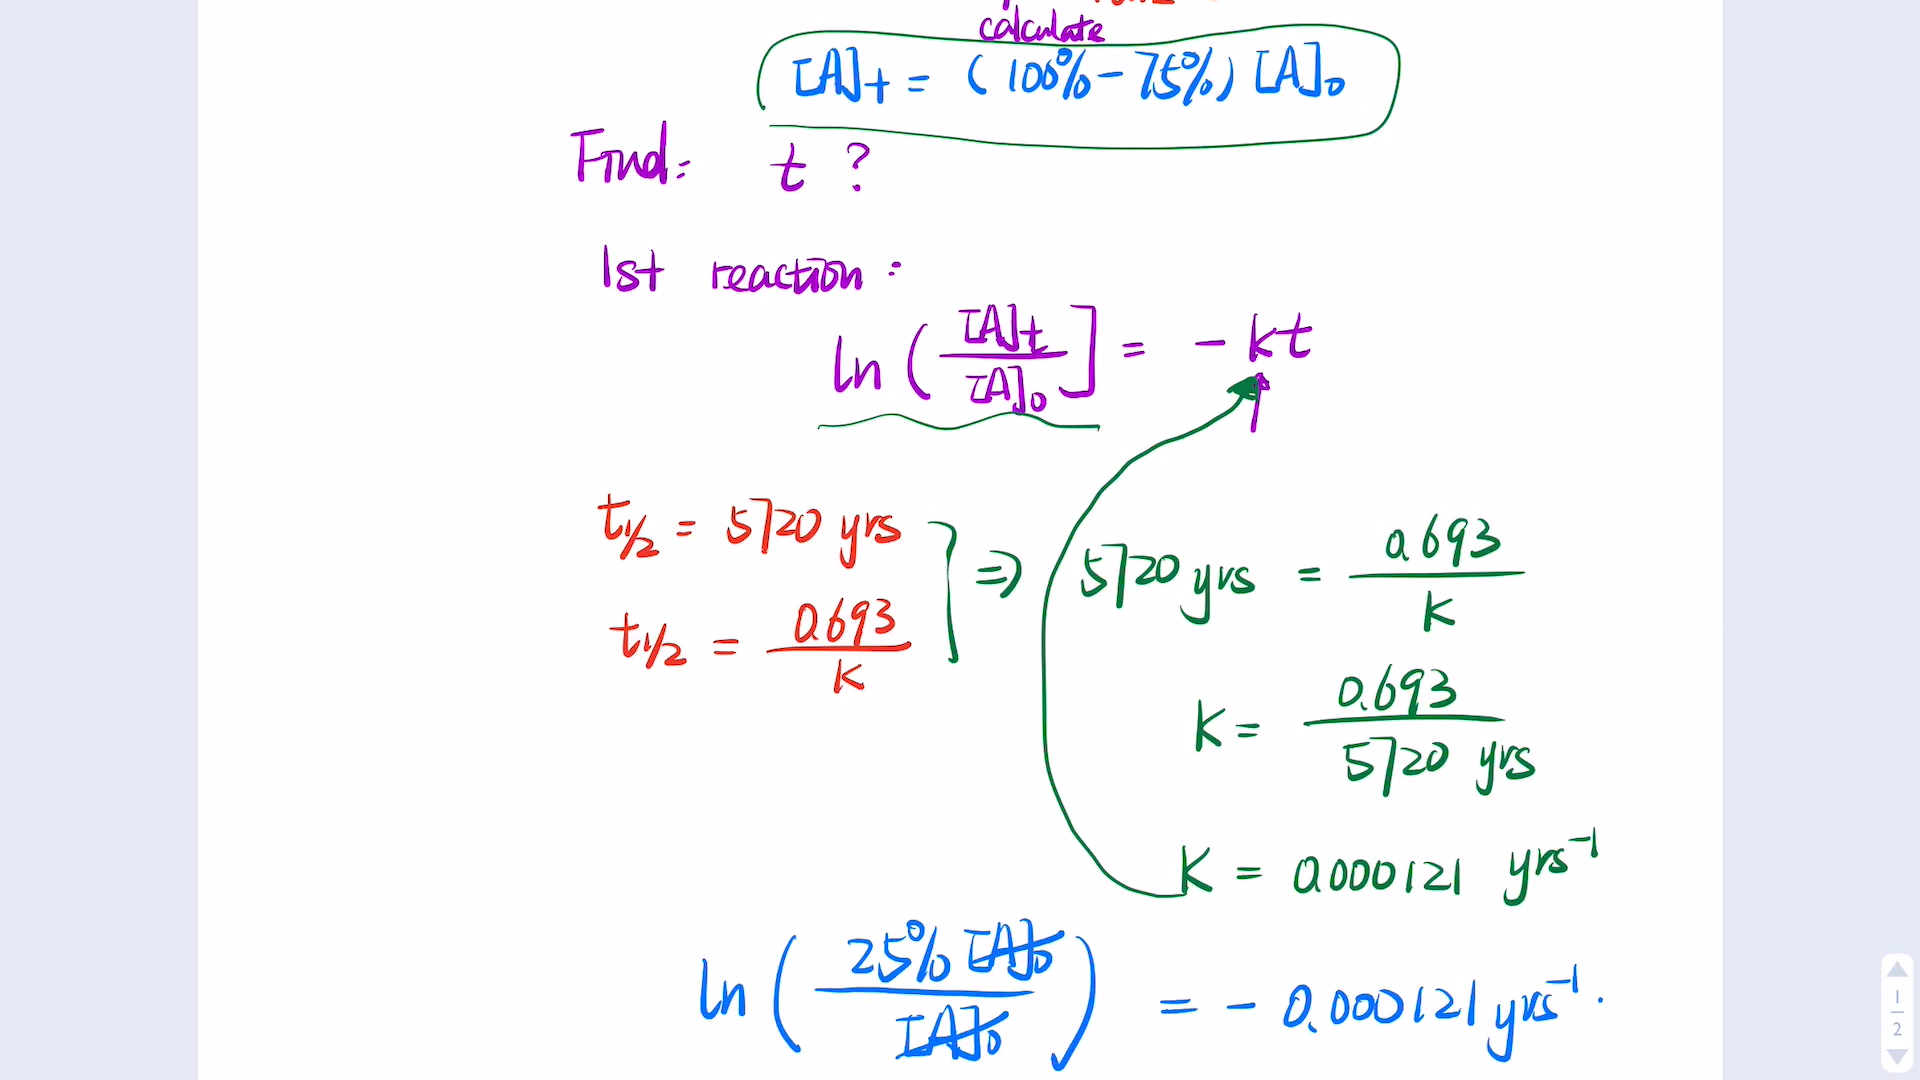 calculate
[A]t = (100% - 75%) [A]₀
Find: t ?
1st reaction:
ln ( [A]t / [A]₀ ] = - kt
t1/2 = 5720 yrs
t1/2 = 0.693 / K
⇒ 5720 yrs = 0.693 / K
K = 0.693 / 5720 yrs
K = 0.000121 yrs⁻¹
ln ( 25% [A]₀ / [A]₀ ) = - 0.000121 yrs⁻¹ .
1
2